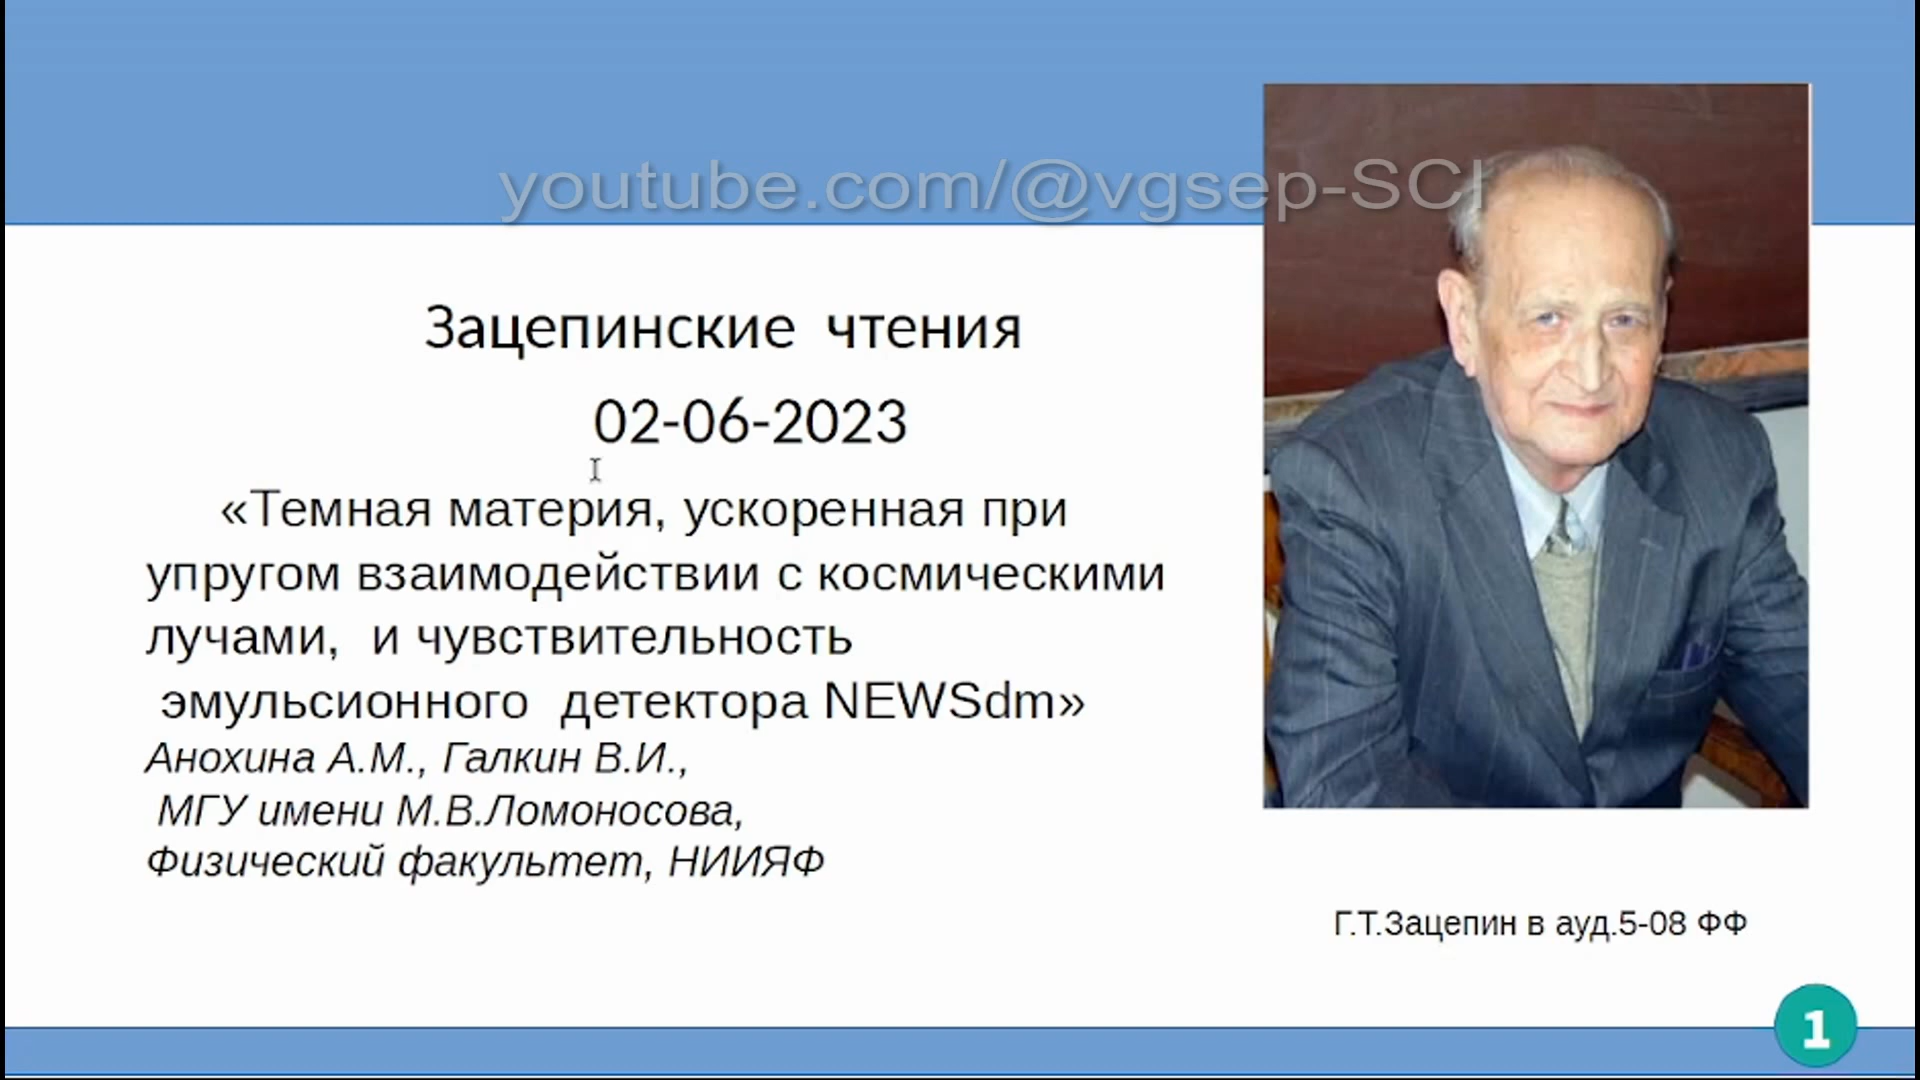 youtube.com/@vgsep-SCI
Зацепинские чтения
02-06-2023
«Темная материя, ускоренная при
упругом взаимодействии с космическими
лучами, и чувствительность
эмульсионного детектора NEWSdm»
Анохина А.М., Галкин В.И.,
МГУ имени М.В.Ломоносова,
Физический факультет, НИИЯФ
Г.Т.Зацепин в ауд.5-08 ФФ
1